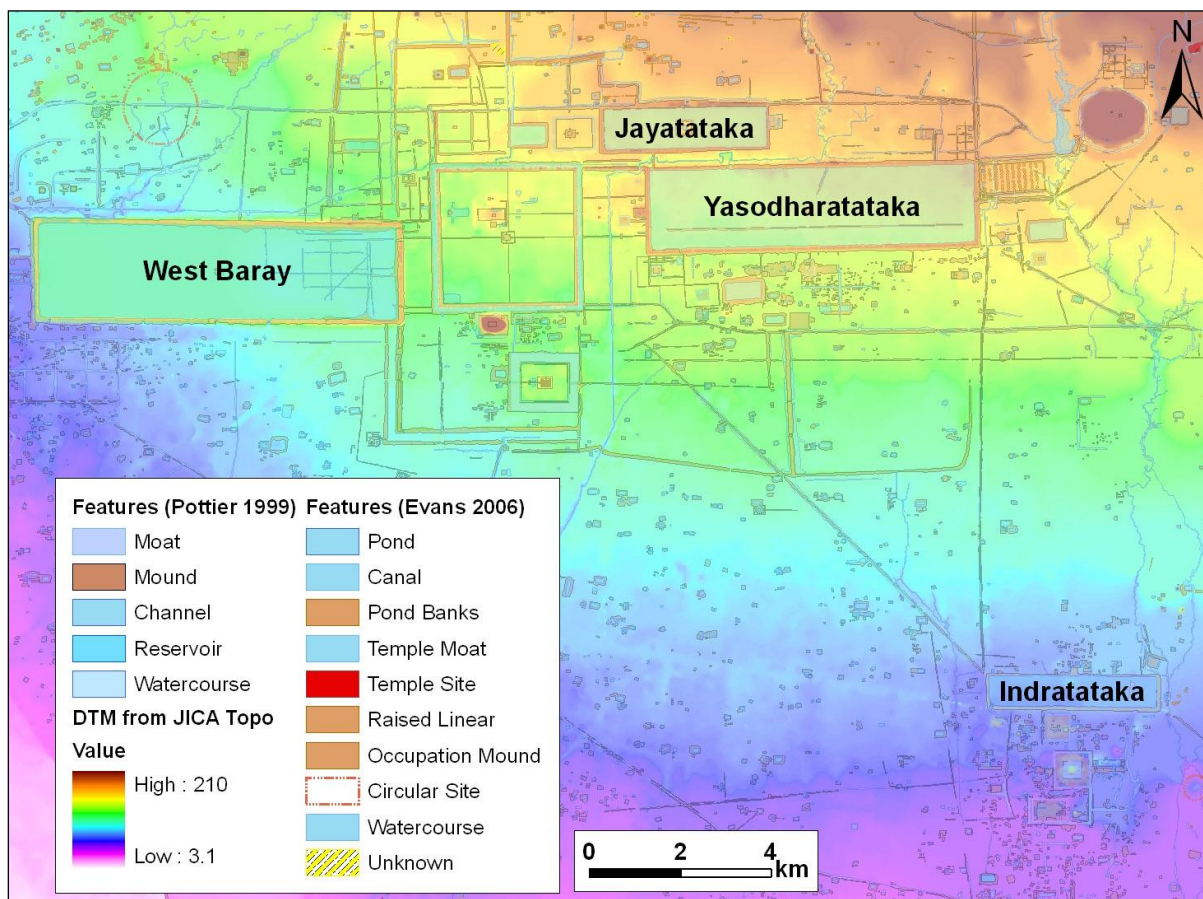 N
Jayatataka
Yasodharatataka
West Baray
Indratataka
Features (Pottier 1999)
Moat
Mound
Channel
Reservoir
Watercourse
DTM from JICA Topo
Value
High : 210
Low : 3.1
Features (Evans 2006)
Pond
Canal
Pond Banks
Temple Moat
Temple Site
Raised Linear
Occupation Mound
Circular Site
Watercourse
Unknown
0 2 4
km